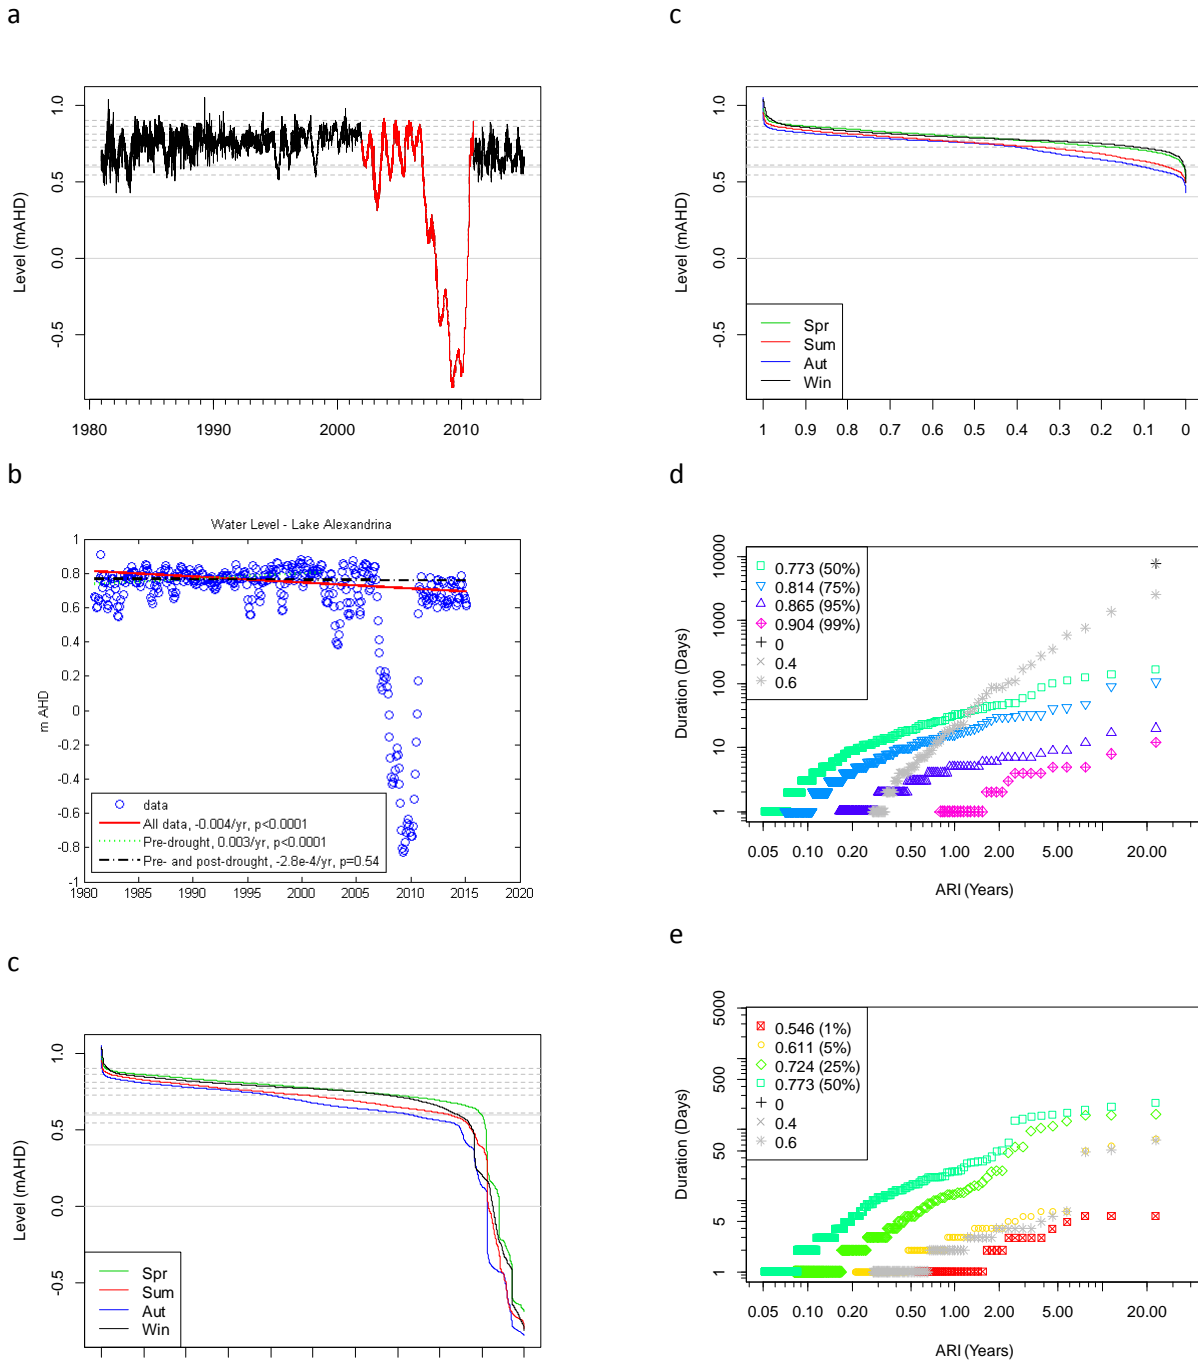 a
1.0
0.5
0.0
-0.5
Level (mAHD)
1980 1990 2000 2010
b
Water Level - Lake Alexandrina
1
0.8
0.6
0.4
0.2
0
-0.2
-0.4
-0.6
-0.8
-1
m AHD
data
All data, -0.004/yr, p<0.0001
Pre-drought, 0.003/yr, p<0.0001
Pre- and post-drought, -2.8e-4/yr, p=0.54
1980 1985 1990 1995 2000 2005 2010 2015 2020
c
1.0
0.5
0.0
-0.5
Level (mAHD)
Spr
Sum
Aut
Win
c
1.0
0.5
0.0
-0.5
Level (mAHD)
Spr
Sum
Aut
Win
1 0.9 0.8 0.7 0.6 0.5 0.4 0.3 0.2 0.1 0
d
10000
1000
100
10
1
Duration (Days)
0.773 (50%)
0.814 (75%)
0.865 (95%)
0.904 (99%)
0
0.4
0.6
0.05 0.10 0.20 0.50 1.00 2.00 5.00 20.00
ARI (Years)
e
5000
500
50
5
1
Duration (Days)
0.546 (1%)
0.611 (5%)
0.724 (25%)
0.773 (50%)
0
0.4
0.6
0.05 0.10 0.20 0.50 1.00 2.00 5.00 20.00
ARI (Years)